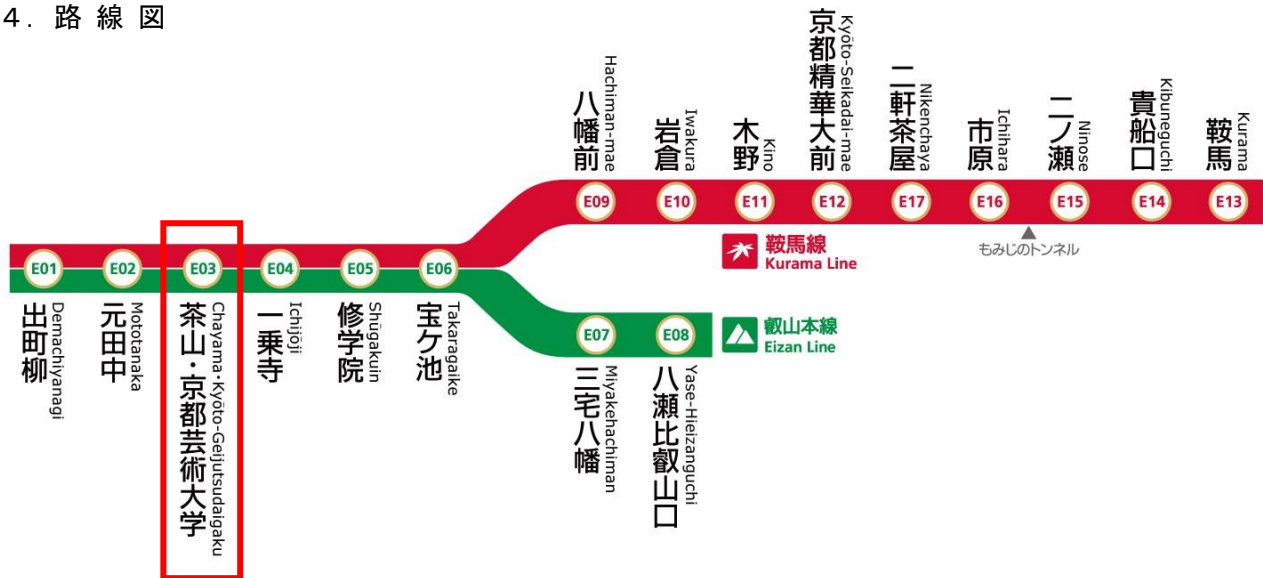 4. 路線図
八幡前
Hachiman-mae
岩倉
Iwakura
木野
Kino
京都精華大前
Kyōto-Seikadai-mae
二軒茶屋
Nikenchaya
市原
Ichihara
二ノ瀬
Ninose
貴船口
Kibuneguchi
鞍馬
Kurama
E09
E10
E11
E12
E17
E16
E15
E14
E13
鞍馬線
Kurama Line
もみじのトンネル
E01
E02
E03
E04
E05
E06
出町柳
Demachiyanagi
元田中
Mototanaka
茶山・京都芸術大学
Chayama・Kyōto-Geijutsudaigaku
一乗寺
Ichijōji
修学院
Shūgakuin
宝ケ池
Takaragaike
E07
E08
叡山本線
Eizan Line
三宅八幡
Miyakehachiman
八瀬比叡山口
Yase-Hieizanguchi